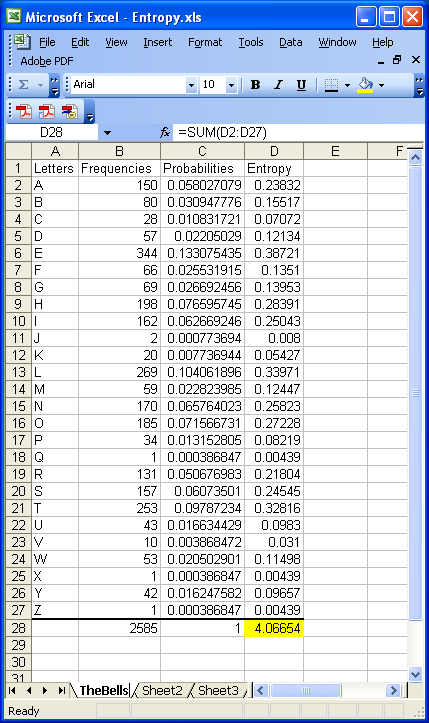 Microsoft Excel - Entropy.xls
File Edit View Insert Format Tools Data Window Help
Adobe PDF
Σ Arial 10 B I U
D28 fx =SUM(D2:D27)
A B C D E F
1 Letters Frequencies Probabilities Entropy
2 A 150 0.058027079 0.23832
3 B 80 0.030947776 0.15517
4 C 28 0.010831721 0.07072
5 D 57 0.02205029 0.12134
6 E 344 0.133075435 0.38721
7 F 66 0.025531915 0.1351
8 G 69 0.026692456 0.13953
9 H 198 0.076595745 0.28391
10 I 162 0.062669246 0.25043
11 J 2 0.000773694 0.008
12 K 20 0.007736944 0.05427
13 L 269 0.104061896 0.33971
14 M 59 0.022823985 0.12447
15 N 170 0.065764023 0.25823
16 O 185 0.071566731 0.27228
17 P 34 0.013152805 0.08219
18 Q 1 0.000386847 0.00439
19 R 131 0.050676983 0.21804
20 S 157 0.06073501 0.24545
21 T 253 0.09787234 0.32816
22 U 43 0.016634429 0.0983
23 V 10 0.003868472 0.031
24 W 53 0.020502901 0.11498
25 X 1 0.000386847 0.00439
26 Y 42 0.016247582 0.09657
27 Z 1 0.000386847 0.00439
28 2585 1 4.06654
29
30
31
TheBells Sheet2 Sheet3
Ready